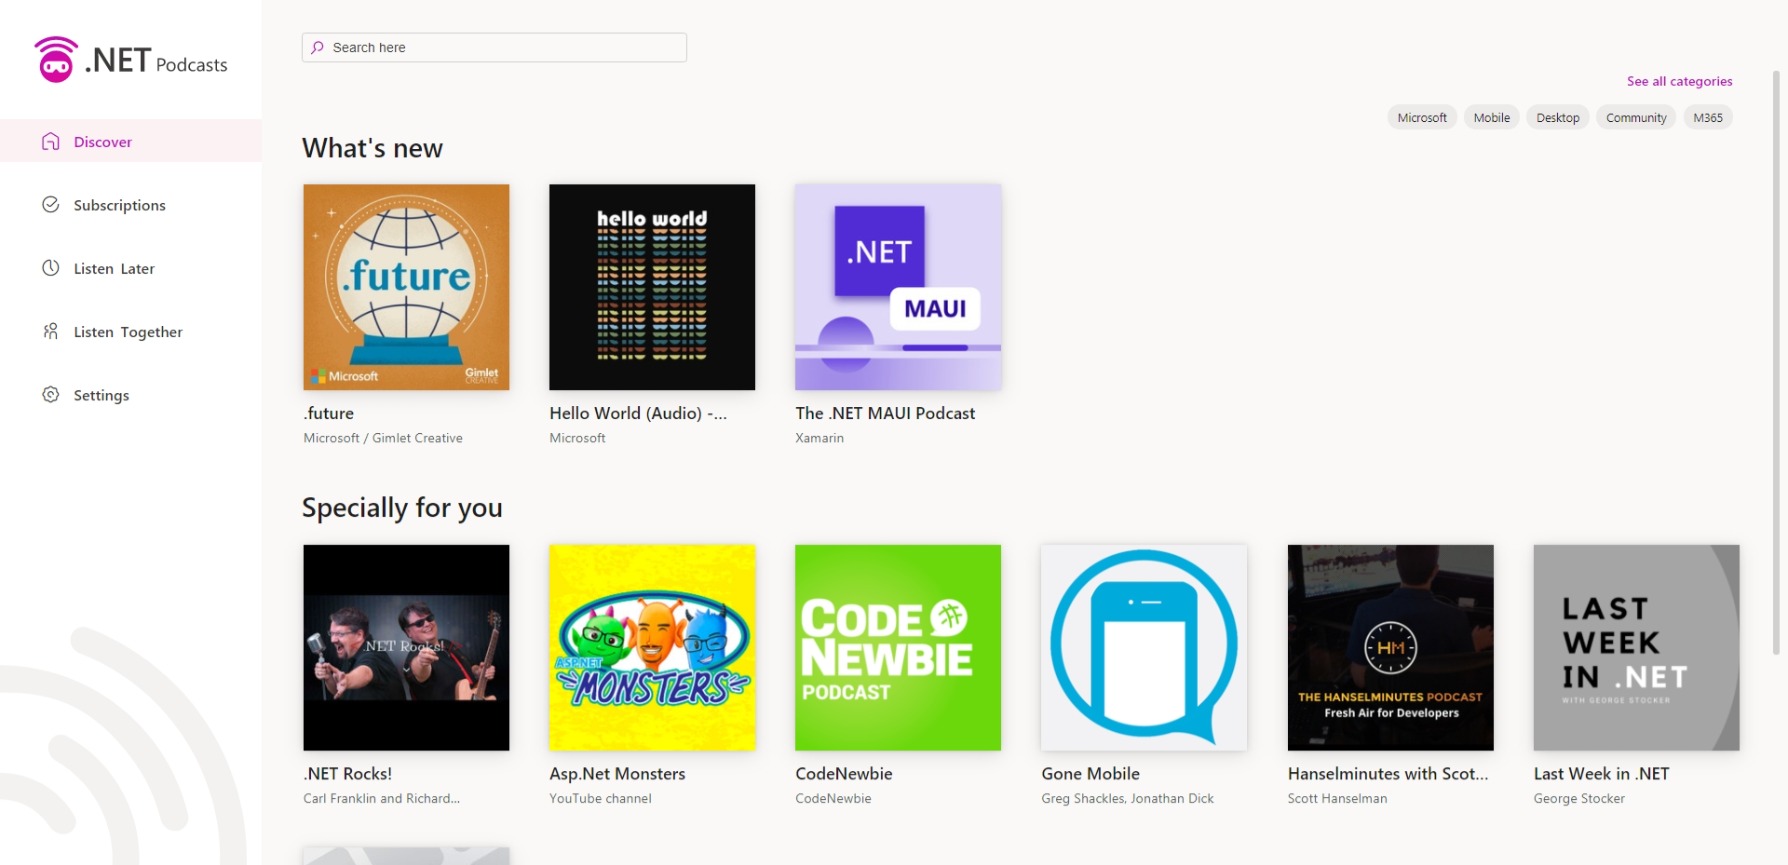 .NET Podcasts
Search here
See all categories
Microsoft Mobile Desktop Community M365
Discover
Subscriptions
Listen Later
Listen Together
Settings
What's new
.future
Microsoft
Gimlet
CREATIVE
hello world
.NET
MAUI
.future
Microsoft / Gimlet Creative
Hello World (Audio) -...
Microsoft
The .NET MAUI Podcast
Xamarin
Specially for you
.NET Rocks!
ASP.NET
MONSTERS
CODE
NEWBIE
PODCAST
HM
THE HANSELMINUTES PODCAST
Fresh Air for Developers
LAST
WEEK
IN .NET
WITH GEORGE STOCKER
.NET Rocks!
Carl Franklin and Richard...
Asp.Net Monsters
YouTube channel
CodeNewbie
CodeNewbie
Gone Mobile
Greg Shackles, Jonathan Dick
Hanselminutes with Scot...
Scott Hanselman
Last Week in .NET
George Stocker